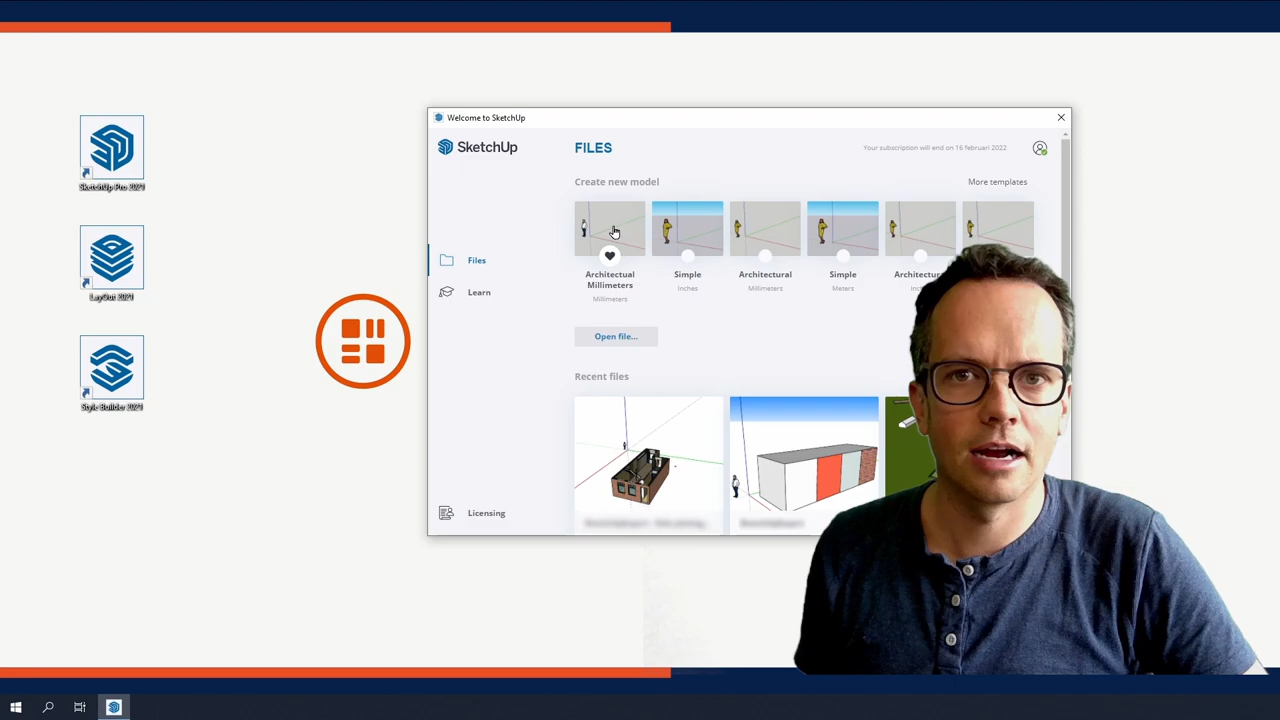 SketchUp Pro 2021
LayOut 2021
Style Builder 2021
Welcome to SketchUp
SketchUp
FILES
Your subscription will end on 16 februari 2022
Create new model
More templates
Architectual
Millimeters
Millimeters
Simple
Inches
Architectural
Millimeters
Simple
Meters
Files
Learn
Open file...
Recent files
Licensing